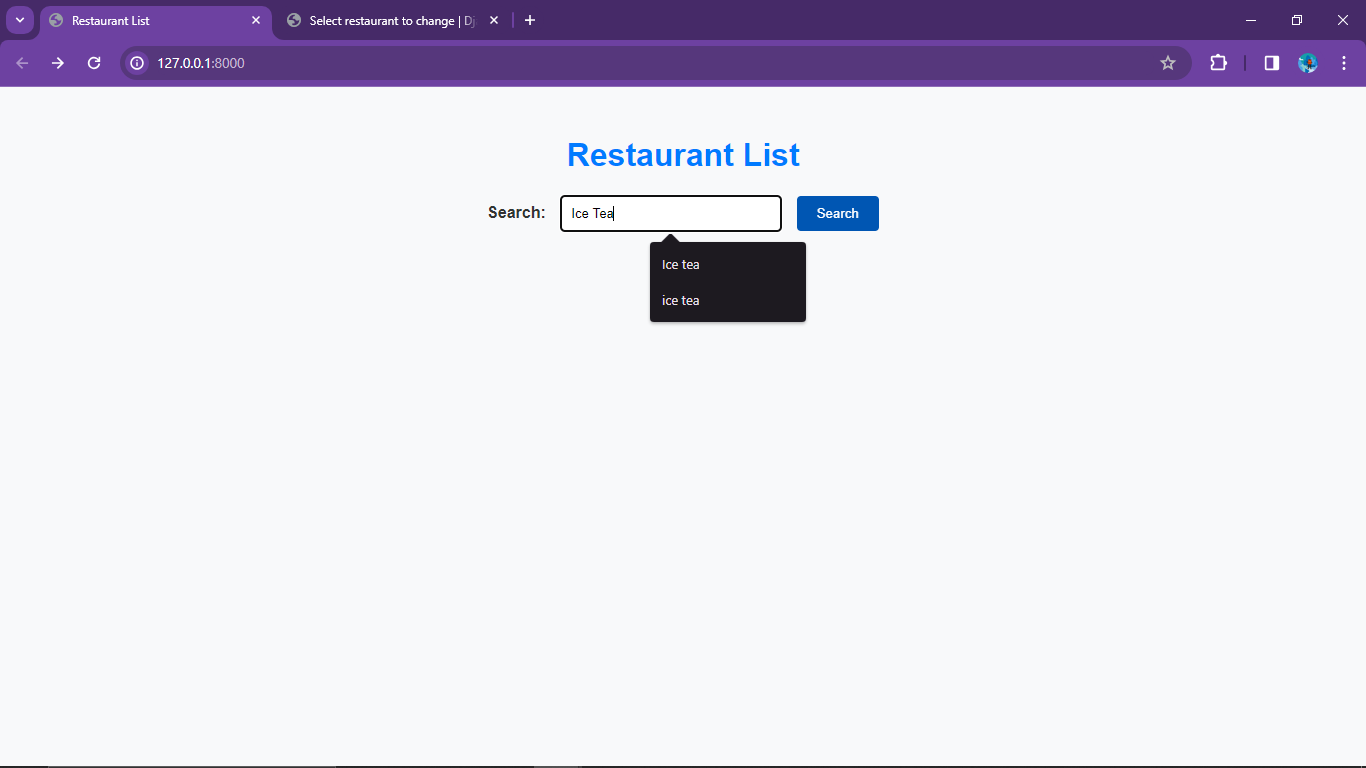 Restaurant List
Select restaurant to change | Dj
127.0.0.1:8000
Restaurant List
Search: Ice Tea Search
Ice tea
ice tea